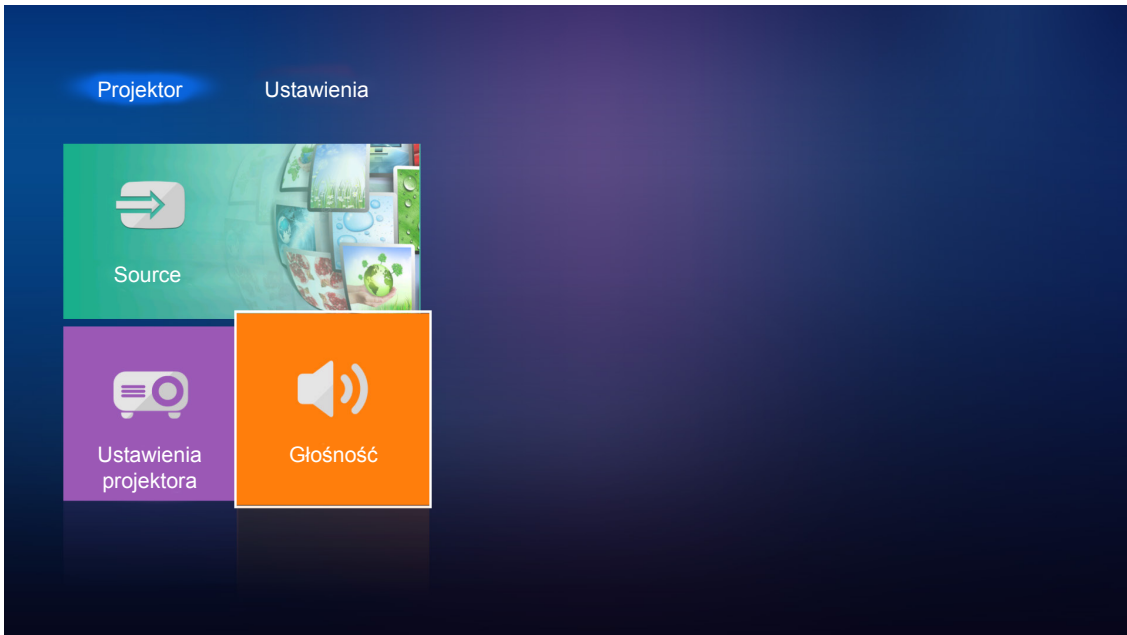 Projektor
Ustawienia
Source
Ustawienia
projektora
Głośność